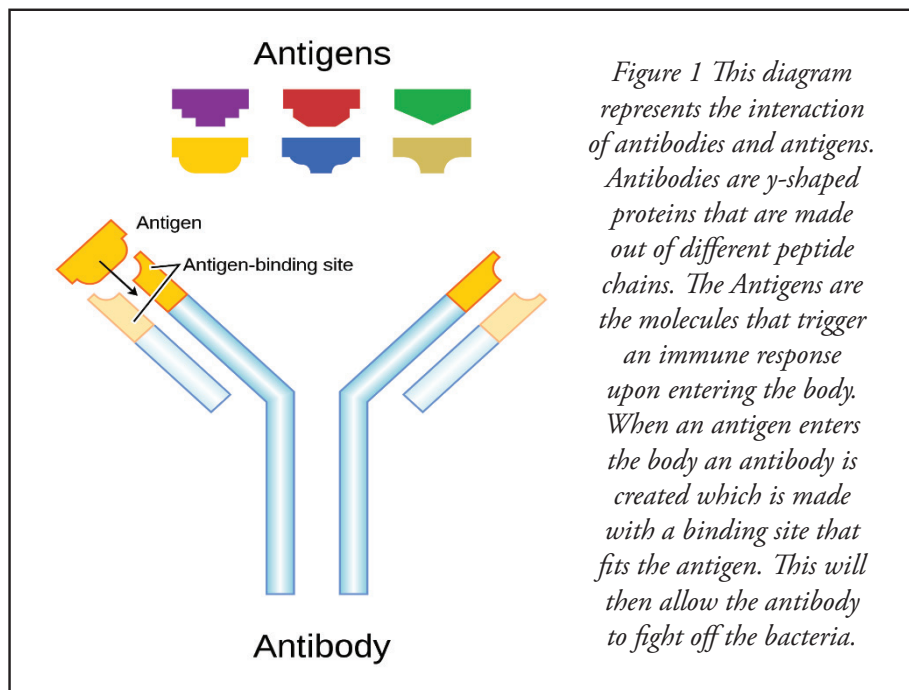 Antigens
Antigen
Antigen-binding site
Antibody
Figure 1 This diagram
represents the interaction
of antibodies and antigens.
Antibodies are y-shaped
proteins that are made
out of different peptide
chains. The Antigens are
the molecules that trigger
an immune response
upon entering the body.
When an antigen enters
the body an antibody is
created which is made
with a binding site that
fits the antigen. This will
then allow the antibody
to fight off the bacteria.